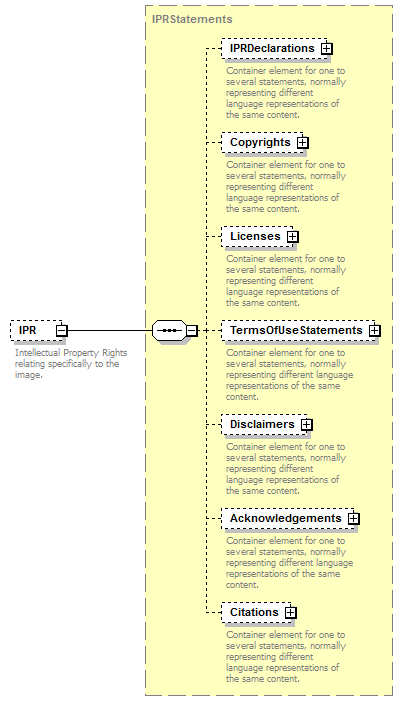 IPRStatements
IPRDeclarations
Container element for one to
several statements, normally
representing different
language representations of
the same content.
Copyrights
Container element for one to
several statements, normally
representing different
language representations of
the same content.
Licenses
Container element for one to
several statements, normally
representing different
language representations of
the same content.
IPR
Intellectual Property Rights
relating specifically to the
image.
TermsOfUseStatements
Container element for one to
several statements, normally
representing different language
representations of the same
content.
Disclaimers
Container element for one to
several statements, normally
representing different
language representations of
the same content.
Acknowledgements
Container element for one to
several statements, normally
representing different language
representations of the same
content.
Citations
Container element for one to
several statements, normally
representing different
language representations of
the same content.